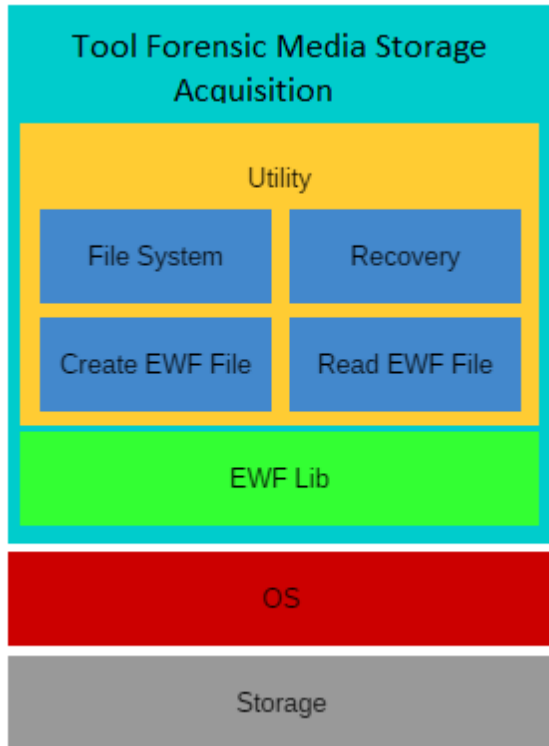 Tool Forensic Media Storage
Acquisition
Utility
File System
Recovery
Create EWF File
Read EWF File
EWF Lib
OS
Storage